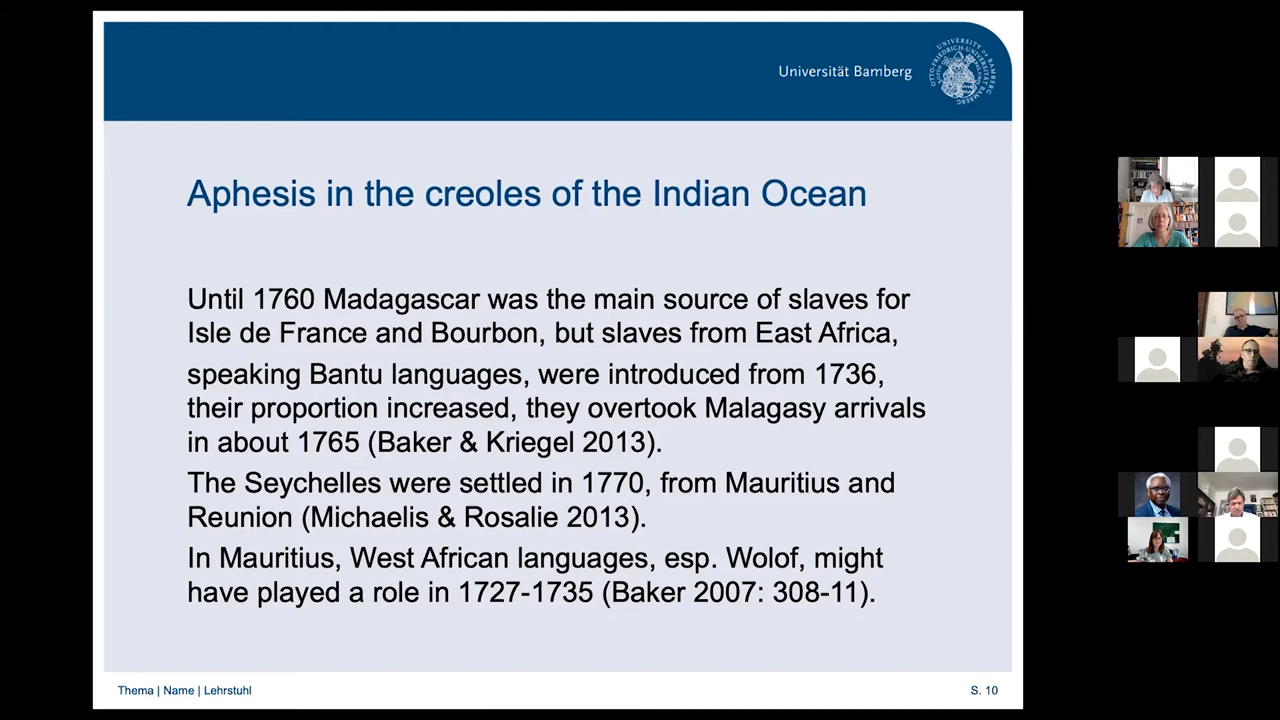 Universität Bamberg
Aphesis in the creoles of the Indian Ocean
Until 1760 Madagascar was the main source of slaves for
Isle de France and Bourbon, but slaves from East Africa,
speaking Bantu languages, were introduced from 1736,
their proportion increased, they overtook Malagasy arrivals
in about 1765 (Baker & Kriegel 2013).
The Seychelles were settled in 1770, from Mauritius and
Reunion (Michaelis & Rosalie 2013).
In Mauritius, West African languages, esp. Wolof, might
have played a role in 1727-1735 (Baker 2007: 308-11).
Thema | Name | Lehrstuhl
S. 10